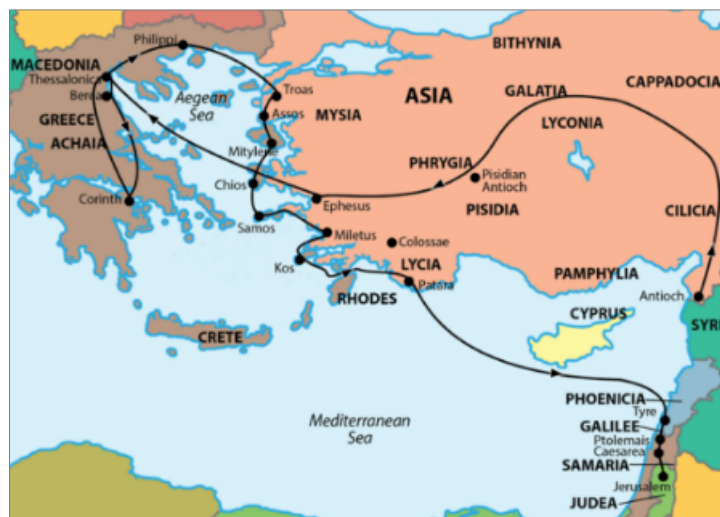 Philippi
MACEDONIA
Thessalonica
Berea
GREECE
ACHAIA
Corinth
Aegean
Sea
Troas
Assos
Mitylene
Chios
Samos
Kos
MYSIA
ASIA
BITHYNIA
GALATIA
CAPPADOCIA
LYCONIA
PHRYGIA
Pisidian
Antioch
PISIDIA
CILICIA
Ephesus
Miletus
Colossae
LYCIA
Patara
PAMPHYLIA
Antioch
RHODES
CRETE
CYPRUS
SYRI
Mediterranean
Sea
PHOENICIA
Tyre
GALILEE
Ptolemais
Caesarea
SAMARIA
Jerusalem
JUDEA